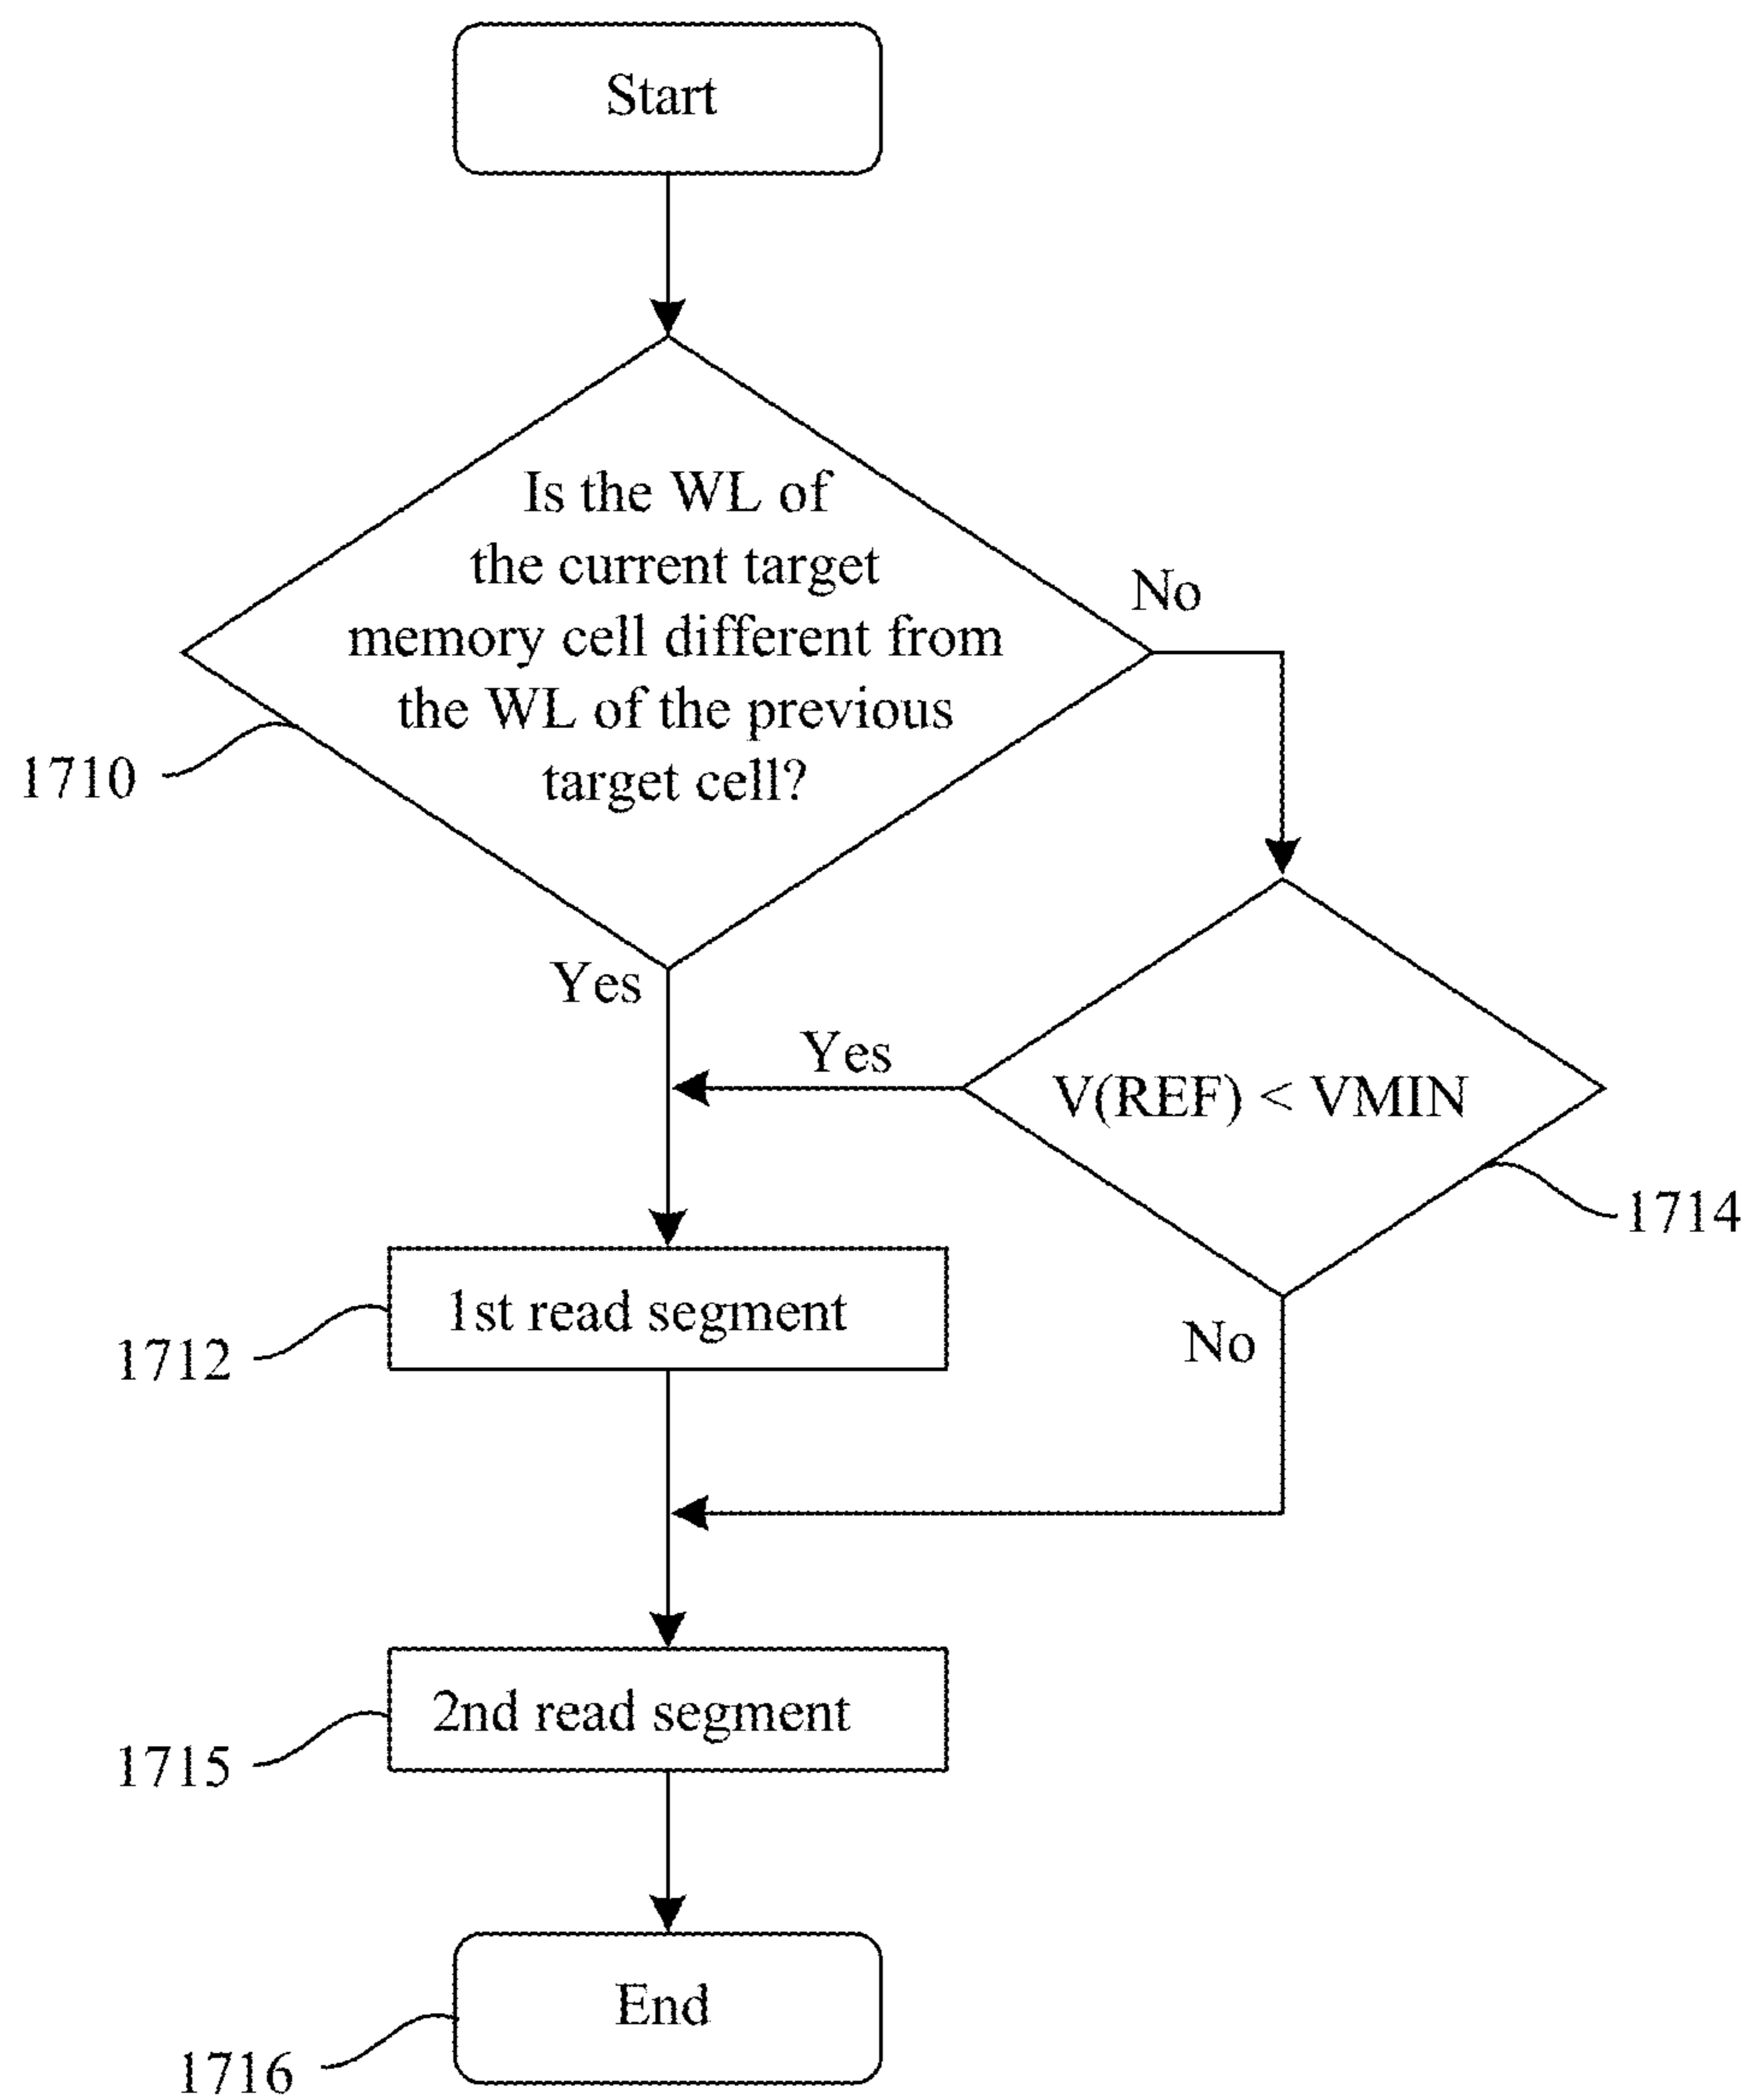 Start
Is the WL of
the current target
memory cell different from
the WL of the previous
target cell?
No
1710
Yes
Yes
V(REF) < VMIN
1714
1st read segment
1712
No
2nd read segment
1715
End
1716